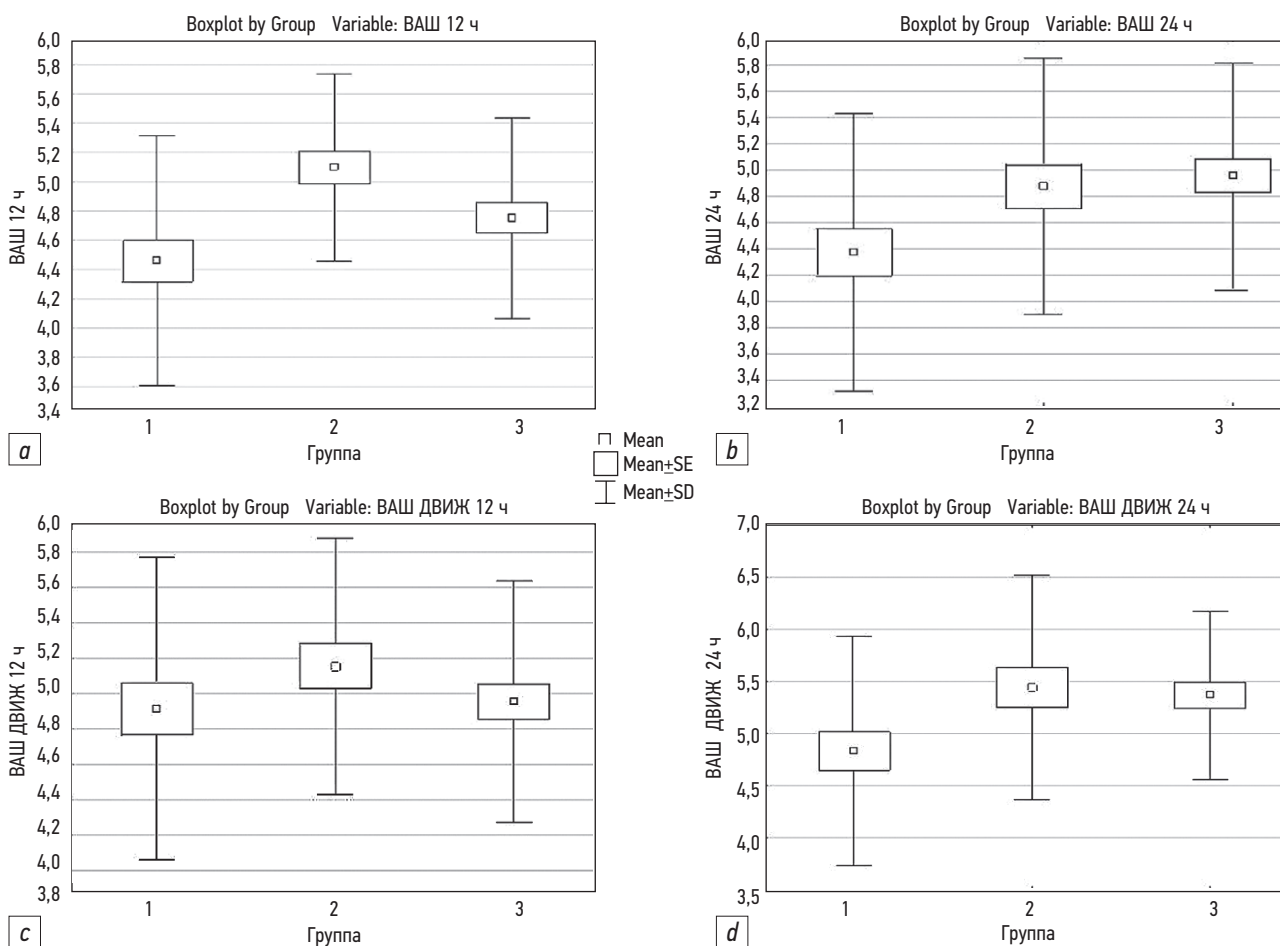 Boxplot by Group Variable: ВАШ 12 ч
6,0
5,8
5,6
5,4
5,2
5,0
4,8
4,6
4,4
4,2
4,0
3,8
3,6
3,4
ВАШ 12 ч
1 2 3
Группа
a
Boxplot by Group Variable: ВАШ 24 ч
6,0
5,8
5,6
5,4
5,2
5,0
4,8
4,6
4,4
4,2
4,0
3,8
3,6
3,4
3,2
ВАШ 24 ч
1 2 3
Группа
b
Mean
Mean±SE
Mean±SD
Boxplot by Group Variable: ВАШ ДВИЖ 12 ч
6,0
5,8
5,6
5,4
5,2
5,0
4,8
4,6
4,4
4,2
4,0
3,8
ВАШ ДВИЖ 12 ч
1 2 3
Группа
c
Boxplot by Group Variable: ВАШ ДВИЖ 24 ч
7,0
6,5
6,0
5,5
5,0
4,5
4,0
3,5
ВАШ ДВИЖ 24 ч
1 2 3
Группа
d